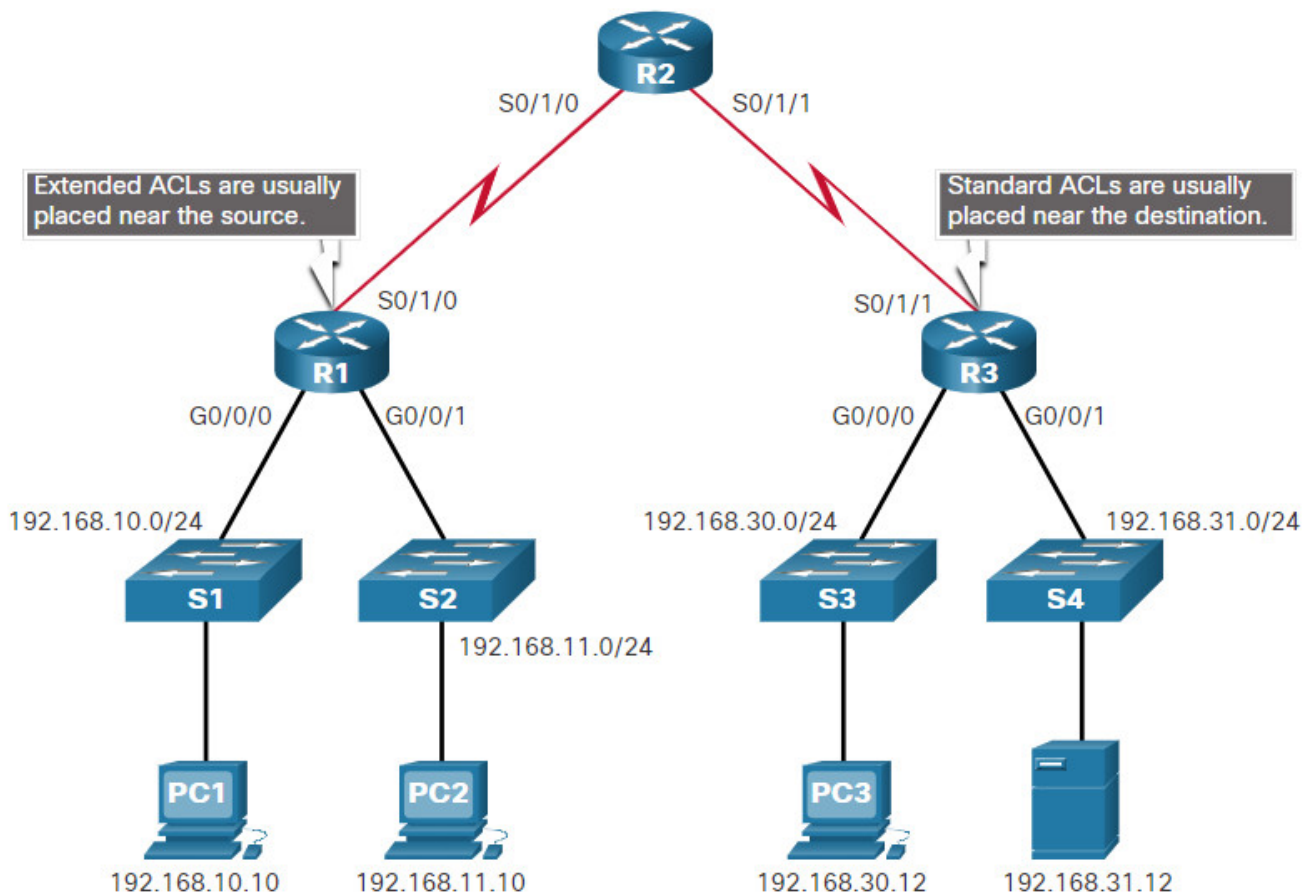 R2
S0/1/0
S0/1/1
Extended ACLs are usually
placed near the source.
Standard ACLs are usually
placed near the destination.
S0/1/0
S0/1/1
R1
R3
G0/0/0
G0/0/1
G0/0/0
G0/0/1
192.168.10.0/24
192.168.30.0/24
192.168.31.0/24
S1
S2
S3
S4
192.168.11.0/24
PC1
PC2
PC3
192.168.10.10
192.168.11.10
192.168.30.12
192.168.31.12